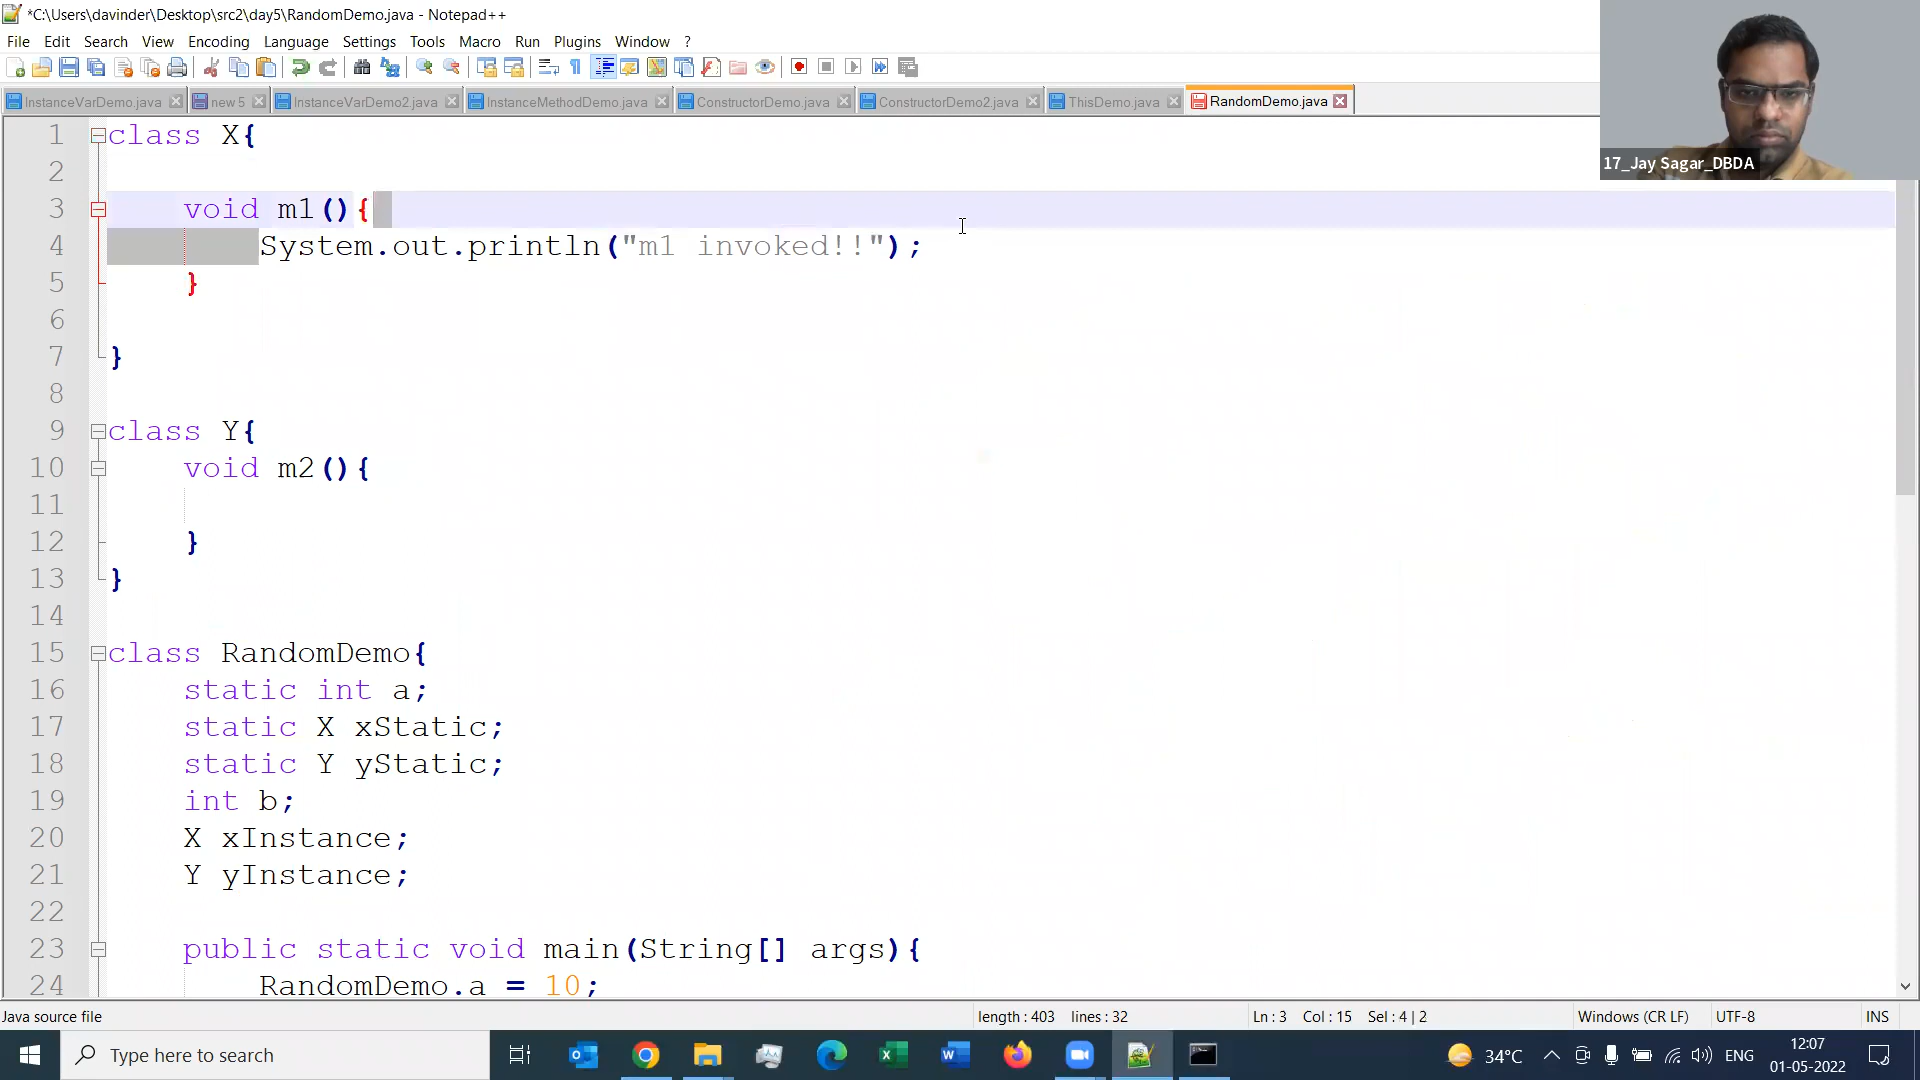 *C:\Users\davinder\Desktop\src2\day5\RandomDemo.java - Notepad++
File Edit Search View Encoding Language Settings Tools Macro Run Plugins Window ?
InstanceVarDemo.java new 5 InstanceVarDemo2.java InstanceMethodDemo.java ConstructorDemo.java ConstructorDemo2.java ThisDemo.java RandomDemo.java
17_Jay Sagar_DBDA
1 class X{
2
3 void m1(){
4 System.out.println("m1 invoked!!");
5 }
6
7 }
8
9 class Y{
10 void m2(){
11
12 }
13 }
14
15 class RandomDemo{
16 static int a;
17 static X xStatic;
18 static Y yStatic;
19 int b;
20 X xInstance;
21 Y yInstance;
22
23 public static void main(String[] args){
24 RandomDemo.a = 10;
Java source file length : 403 lines : 32 Ln : 3 Col : 15 Sel : 4 | 2 Windows (CR LF) UTF-8 INS
Type here to search 34°C ENG 12:07
01-05-2022